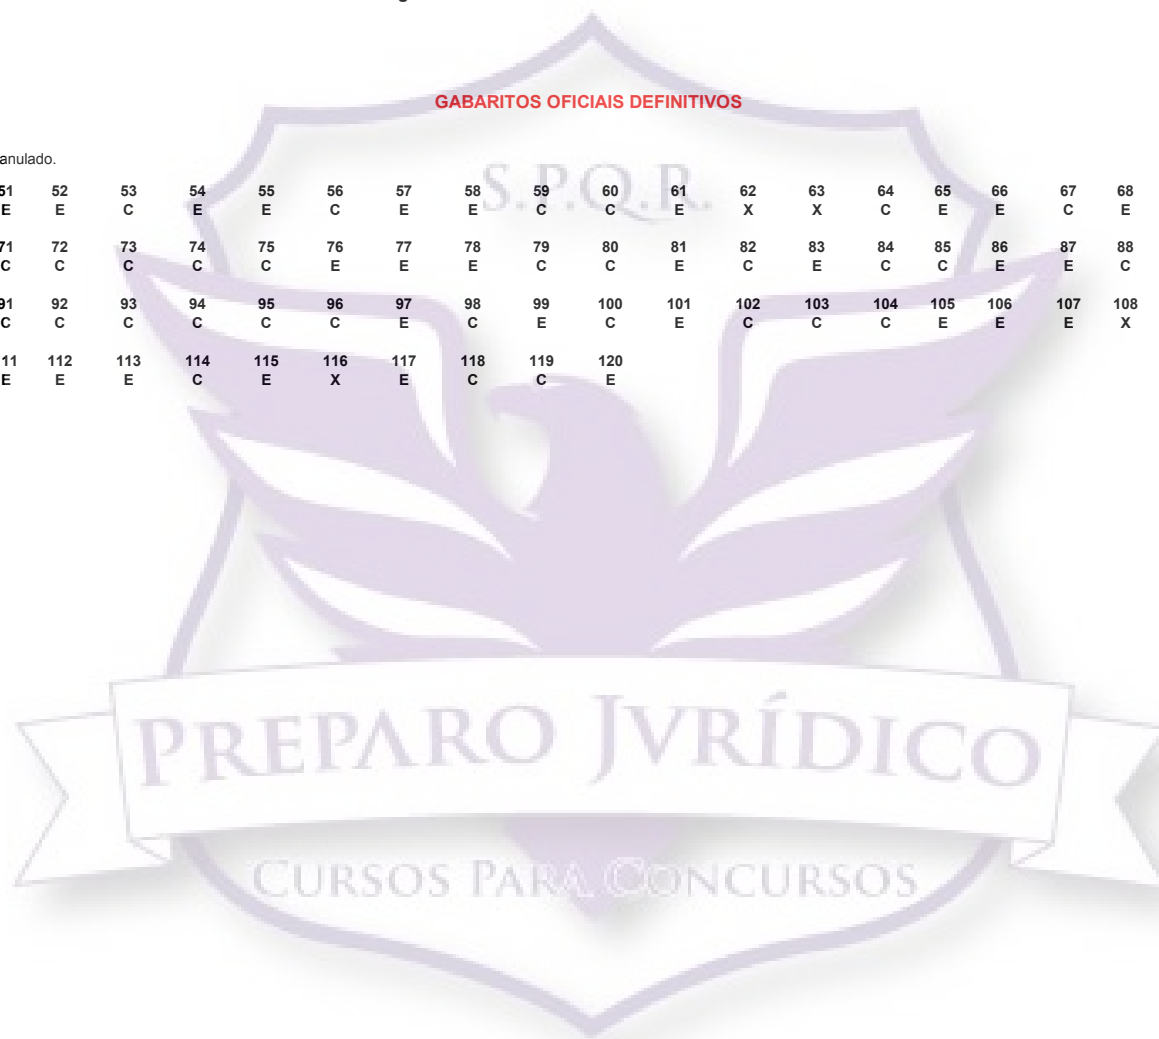 GABARITOS OFICIAIS DEFINITIVOS
anulado.
S.P.Q.R.
51 52 53 54 55 56 57 58 59 60 61 62 63 64 65 66 67 68
E E C E E C E E C C E X X C E E C E
71 72 73 74 75 76 77 78 79 80 81 82 83 84 85 86 87 88
C C C C C E E E C C E C E C C E E C
91 92 93 94 95 96 97 98 99 100 101 102 103 104 105 106 107 108
C C C C C C E C E C E C C C E E E X
11 112 113 114 115 116 117 118 119 120
E E E C E X E C C E
PREPARO JVRÍDICO
CURSOS PARA CONCURSOS